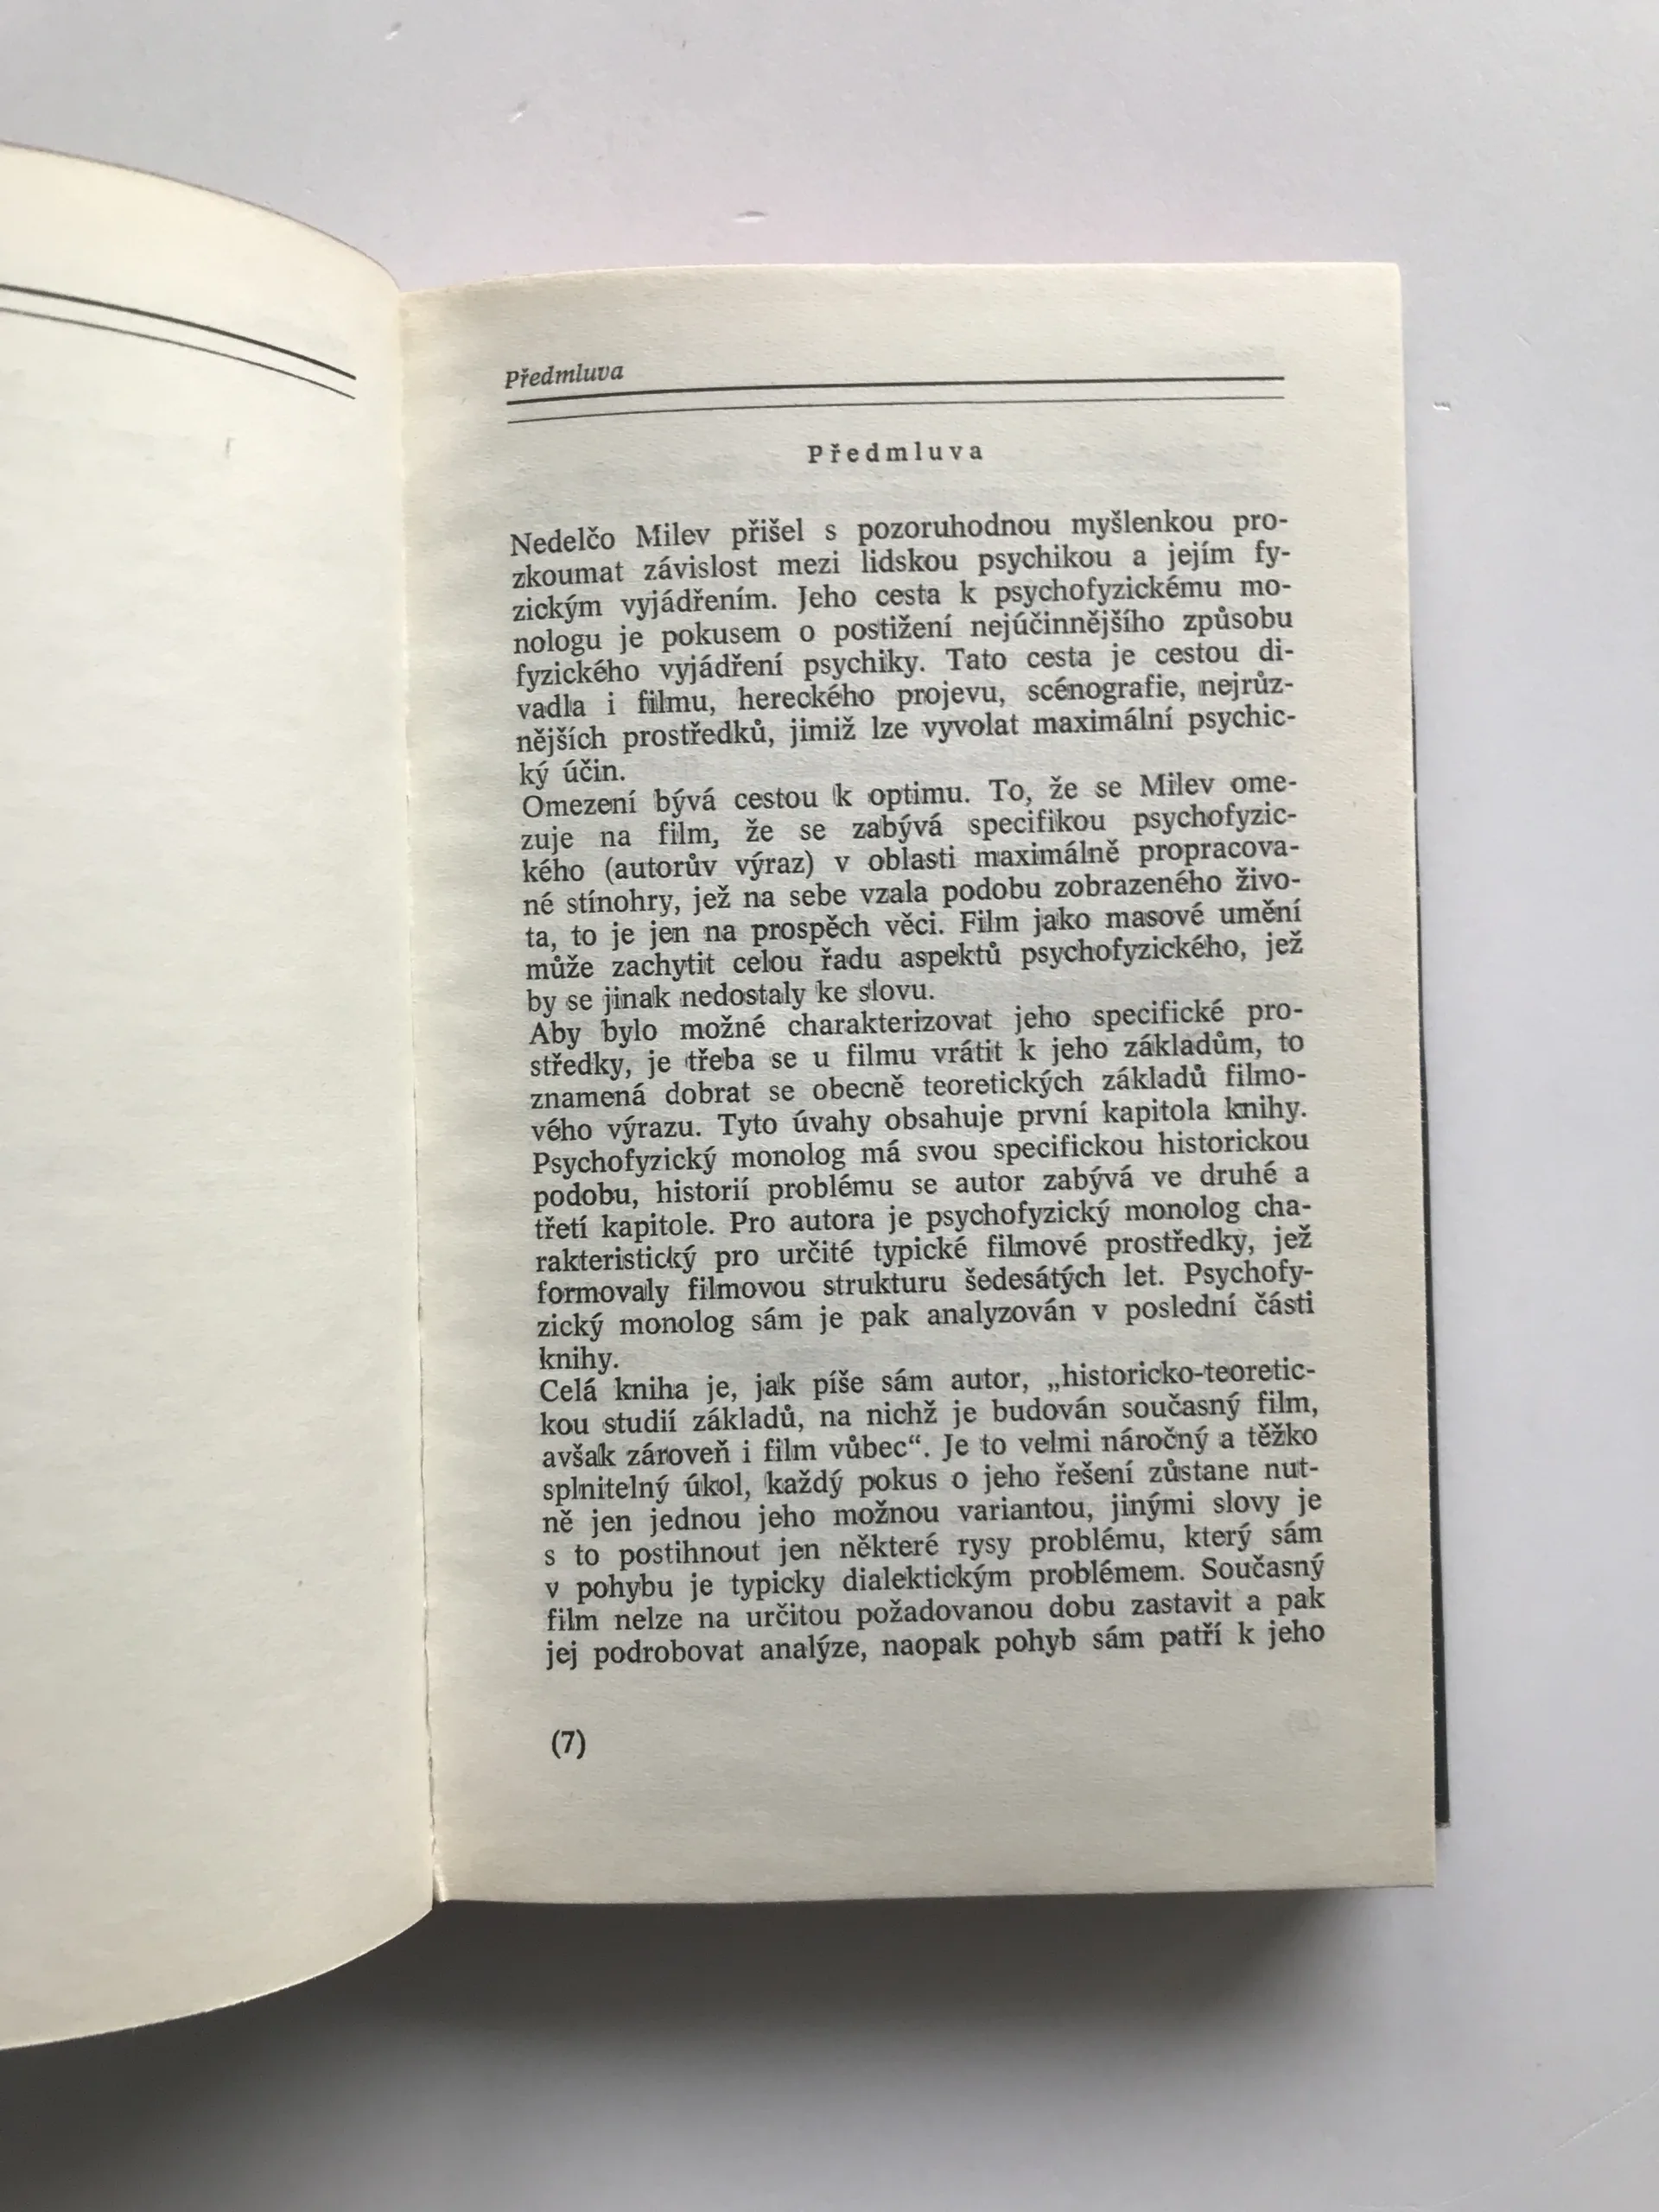 Předmluva
Předmluva
Nedelčo Milev přišel s pozoruhodnou myšlenkou pro-
zkoumat závislost mezi lidskou psychikou a jejím fy-
zickým vyjádřením. Jeho cesta k psychofyzickému mo-
nologu je pokusem o postižení nejúčinnějšího způsobu
fyzického vyjádření psychiky. Tato cesta je cestou di-
vadla i filmu, hereckého projevu, scénografie, nejrůz-
nějších prostředků, jimiž lze vyvolat maximální psychic-
ký účin.
Omezení bývá cestou k optimu. To, že se Milev ome-
zuje na film, že se zabývá specifikou psychofyzic-
kého (autorův výraz) v oblasti maximálně propracova-
né stínohry, jež na sebe vzala podobu zobrazeného živo-
ta, to je jen na prospěch věci. Film jako masové umění
může zachytit celou řadu aspektů psychofyzického, jež
by se jinak nedostaly ke slovu.
Aby bylo možné charakterizovat jeho specifické pro-
středky, je třeba se u filmu vrátit k jeho základům, to
znamená dobrat se obecně teoretických základů filmo-
vého výrazu. Tyto úvahy obsahuje první kapitola knihy.
Psychofyzický monolog má svou specifickou historickou
podobu, historií problému se autor zabývá ve druhé a
třetí kapitole. Pro autora je psychofyzický monolog cha-
rakteristický pro určité typické filmové prostředky, jež
formovaly filmovou strukturu šedesátých let. Psychofy-
zický monolog sám je pak analyzován v poslední části
knihy.
Celá kniha je, jak píše sám autor, „historicko-teoretic-
kou studií základů, na nichž je budován současný film,
avšak zároveň i film vůbec“. Je to velmi náročný a těžko
splnitelný úkol, každý pokus o jeho řešení zůstane nut-
ně jen jednou jeho možnou variantou, jinými slovy je
s to postihnout jen některé rysy problému, který sám
v pohybu je typicky dialektickým problémem. Současný
film nelze na určitou požadovanou dobu zastavit a pak
jej podrobovat analýze, naopak pohyb sám patří k jeho
(7)